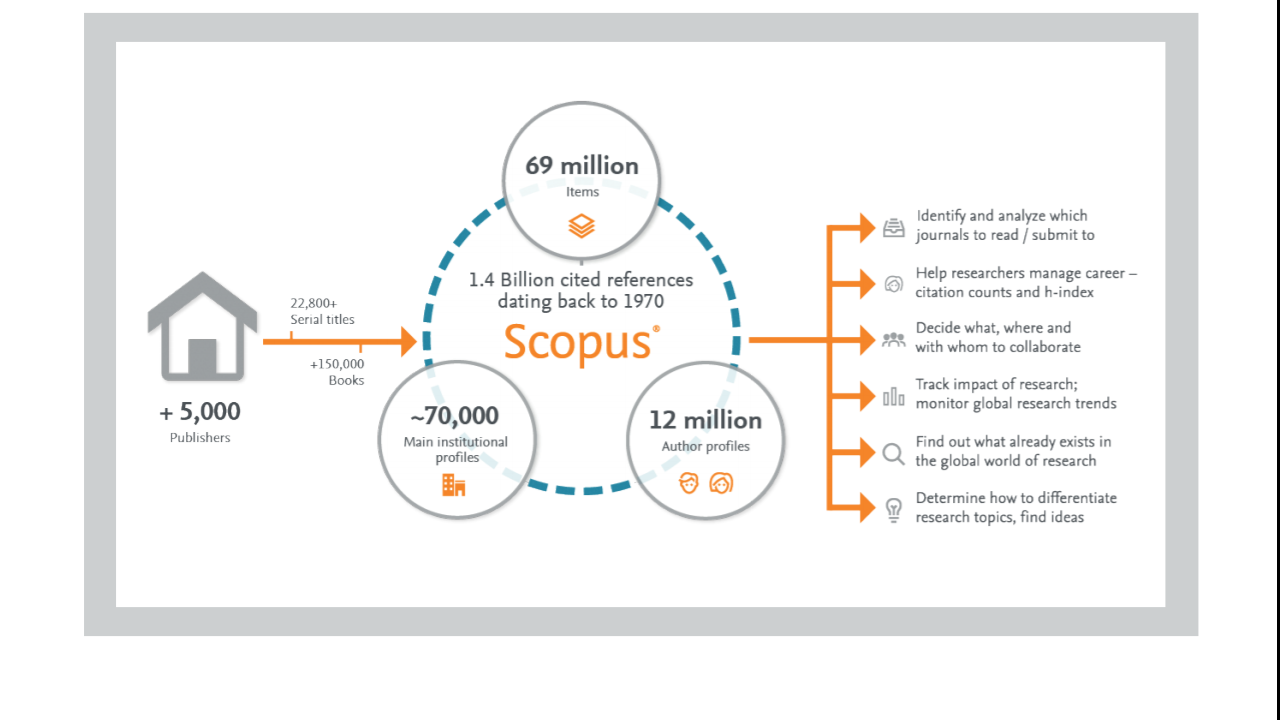 69 million
Items
1.4 Billion cited references
dating back to 1970
Scopus®
22,800+
Serial titles
+150,000
Books
+ 5,000
Publishers
~70,000
Main institutional
profiles
12 million
Author profiles
Identify and analyze which
journals to read / submit to
Help researchers manage career –
citation counts and h-index
Decide what, where and
with whom to collaborate
Track impact of research;
monitor global research trends
Find out what already exists in
the global world of research
Determine how to differentiate
research topics, find ideas